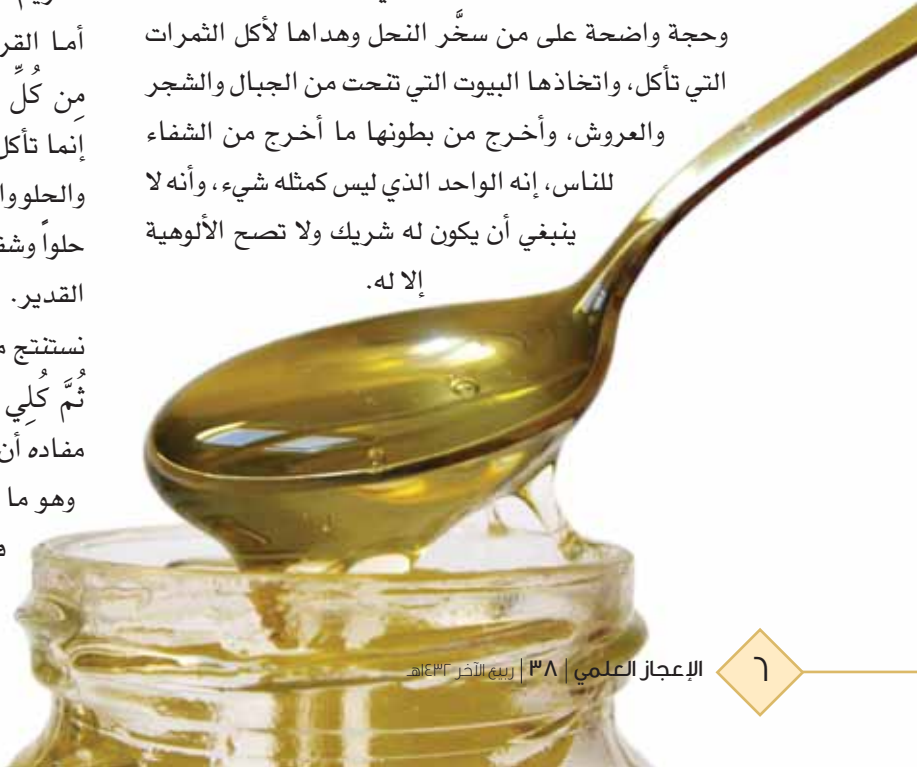 وحجة واضحة على من سخَّر النحل وهداها لأكل الثمرات
التي تأكل، واتخاذها البيوت التي تنحت من الجبال والشجر
والعروش، وأخرج من بطونها ما أخرج من الشفاء
للناس، إنه الواحد الذي ليس كمثله شيء، وأنه لا
ينبغي أن يكون له شريك ولا تصح الألوهية
إلا له.
أما القر
مِن كُلِّ
إنما تأكل
والحلووا
حلواً وشف
القدير.
نستنتج م
ثُمَّ كُلِي
مفاده أن
وهو ما
٦
الإعجاز العلمي | ٣٨ | ربيع الآخر ١٤٣٢هـ